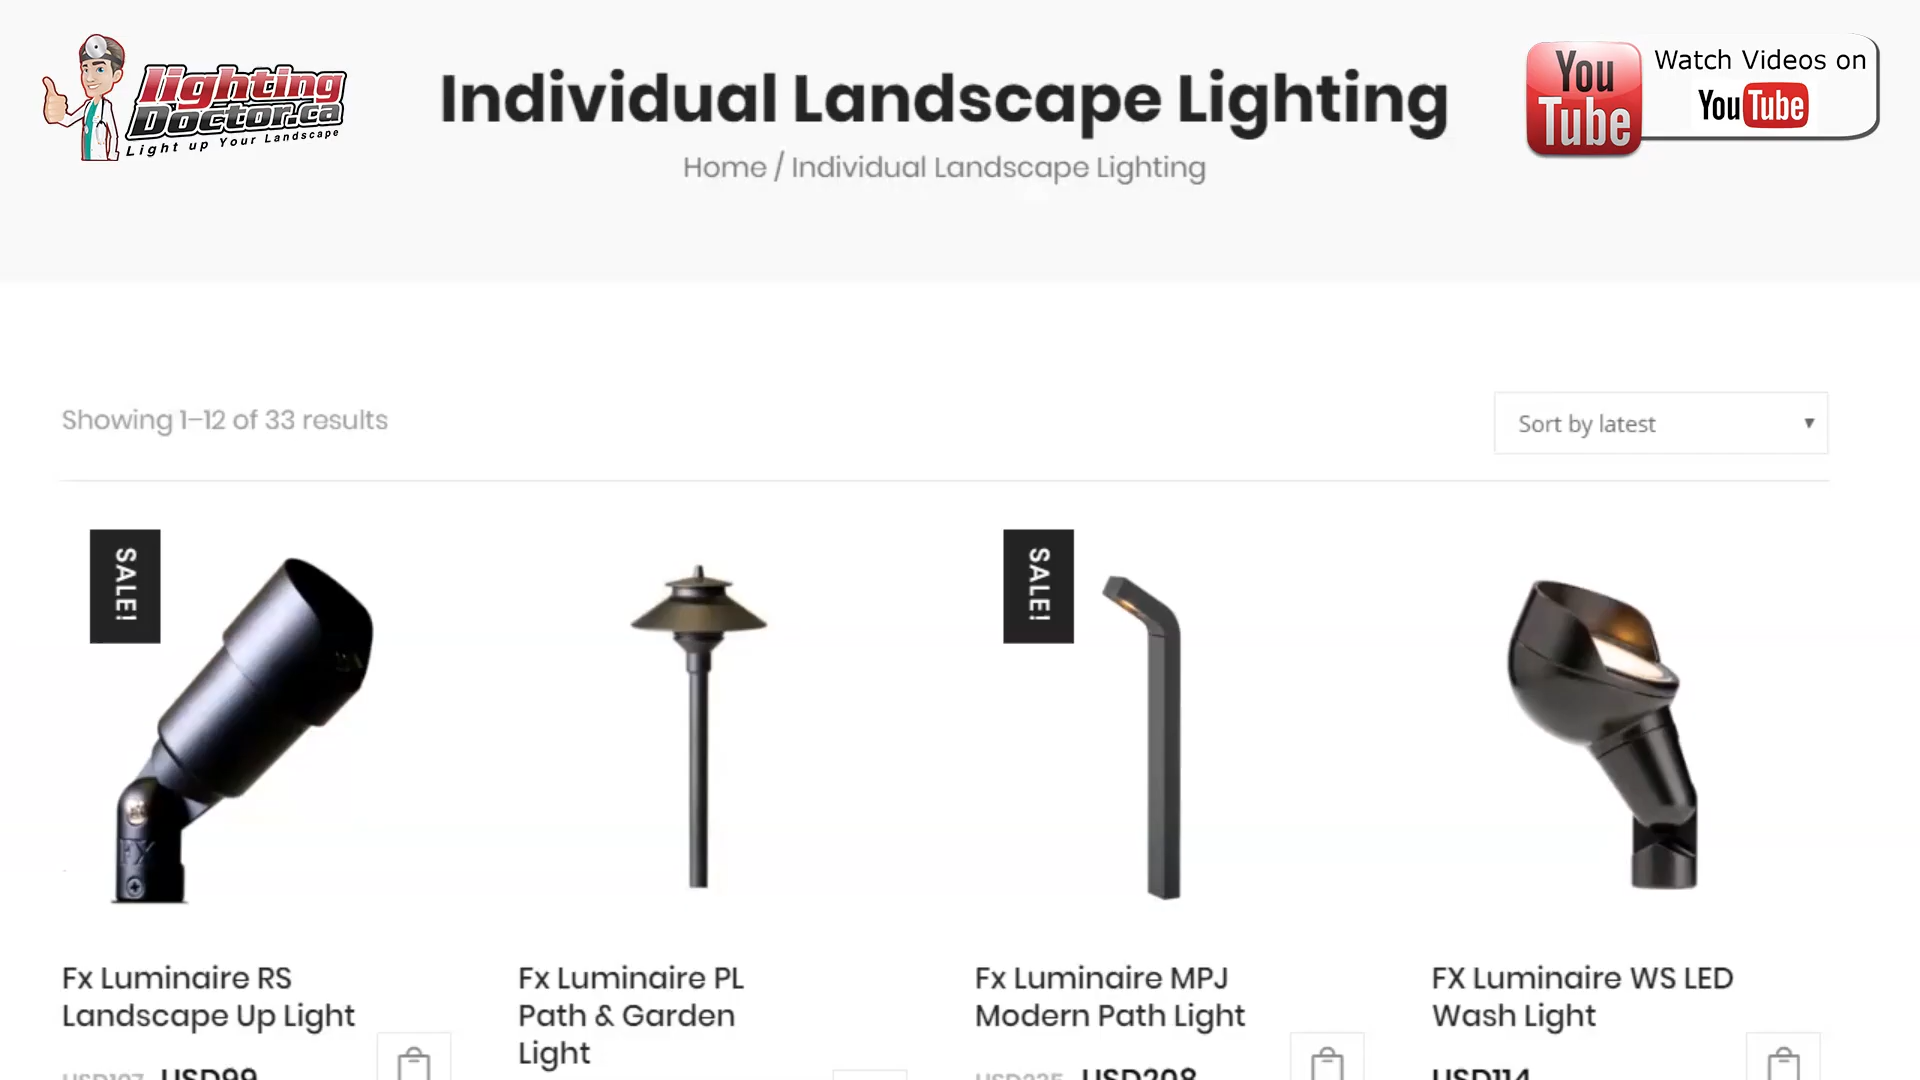 lighting
Doctor.ca
Light up Your Landscape
Individual Landscape Lighting
Home / Individual Landscape Lighting
You
Tube
Watch Videos on
YouTube
Showing 1–12 of 33 results
Sort by latest
SALE!
SALE!
FX
Fx Luminaire RS
Landscape Up Light
Fx Luminaire PL
Path & Garden
Light
Fx Luminaire MPJ
Modern Path Light
FX Luminaire WS LED
Wash Light
USD99
USD208
USD114